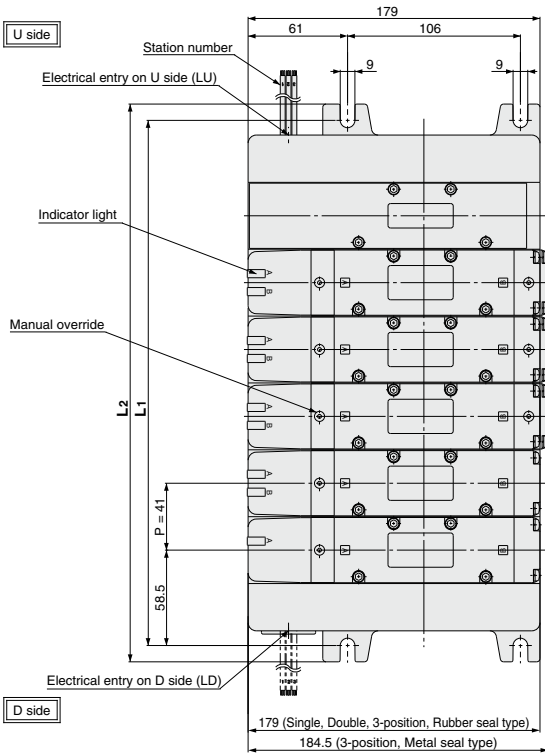 179
U side
61
106
Station number
9
9
Electrical entry on U side (LU)
Indicator light
A
B
A
B
Manual override
A
B
A
B
L2
L1
A
B
A
B
A
B
A
B
P = 41
A
B
A
B
A
A
B
58.5
Electrical entry on D side (LD)
D side
179 (Single, Double, 3-position, Rubber seal type)
184.5 (3-position, Metal seal type)